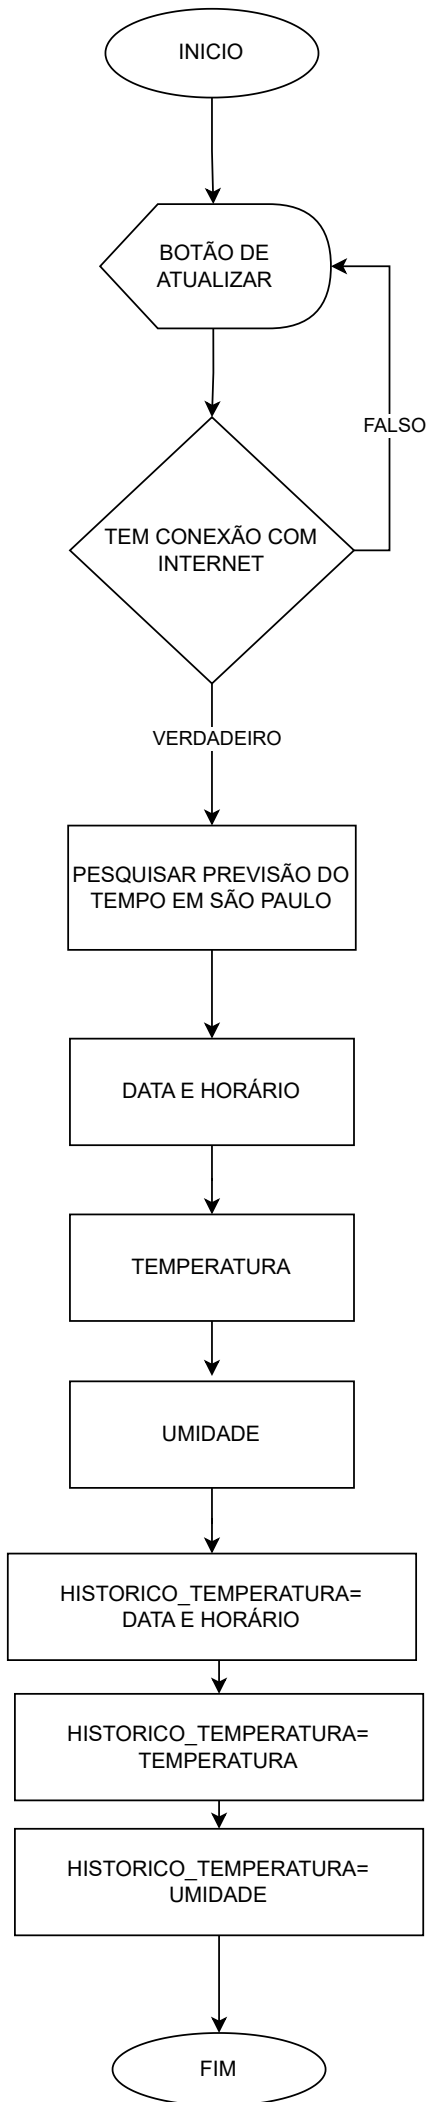 INICIO
BOTÃO DE
ATUALIZAR
FALSO
TEM CONEXÃO COM
INTERNET
VERDADEIRO
PESQUISAR PREVISÃO DO
TEMPO EM SÃO PAULO
DATA E HORÁRIO
TEMPERATURA
UMIDADE
HISTORICO_TEMPERATURA=
DATA E HORÁRIO
HISTORICO_TEMPERATURA=
TEMPERATURA
HISTORICO_TEMPERATURA=
UMIDADE
FIM